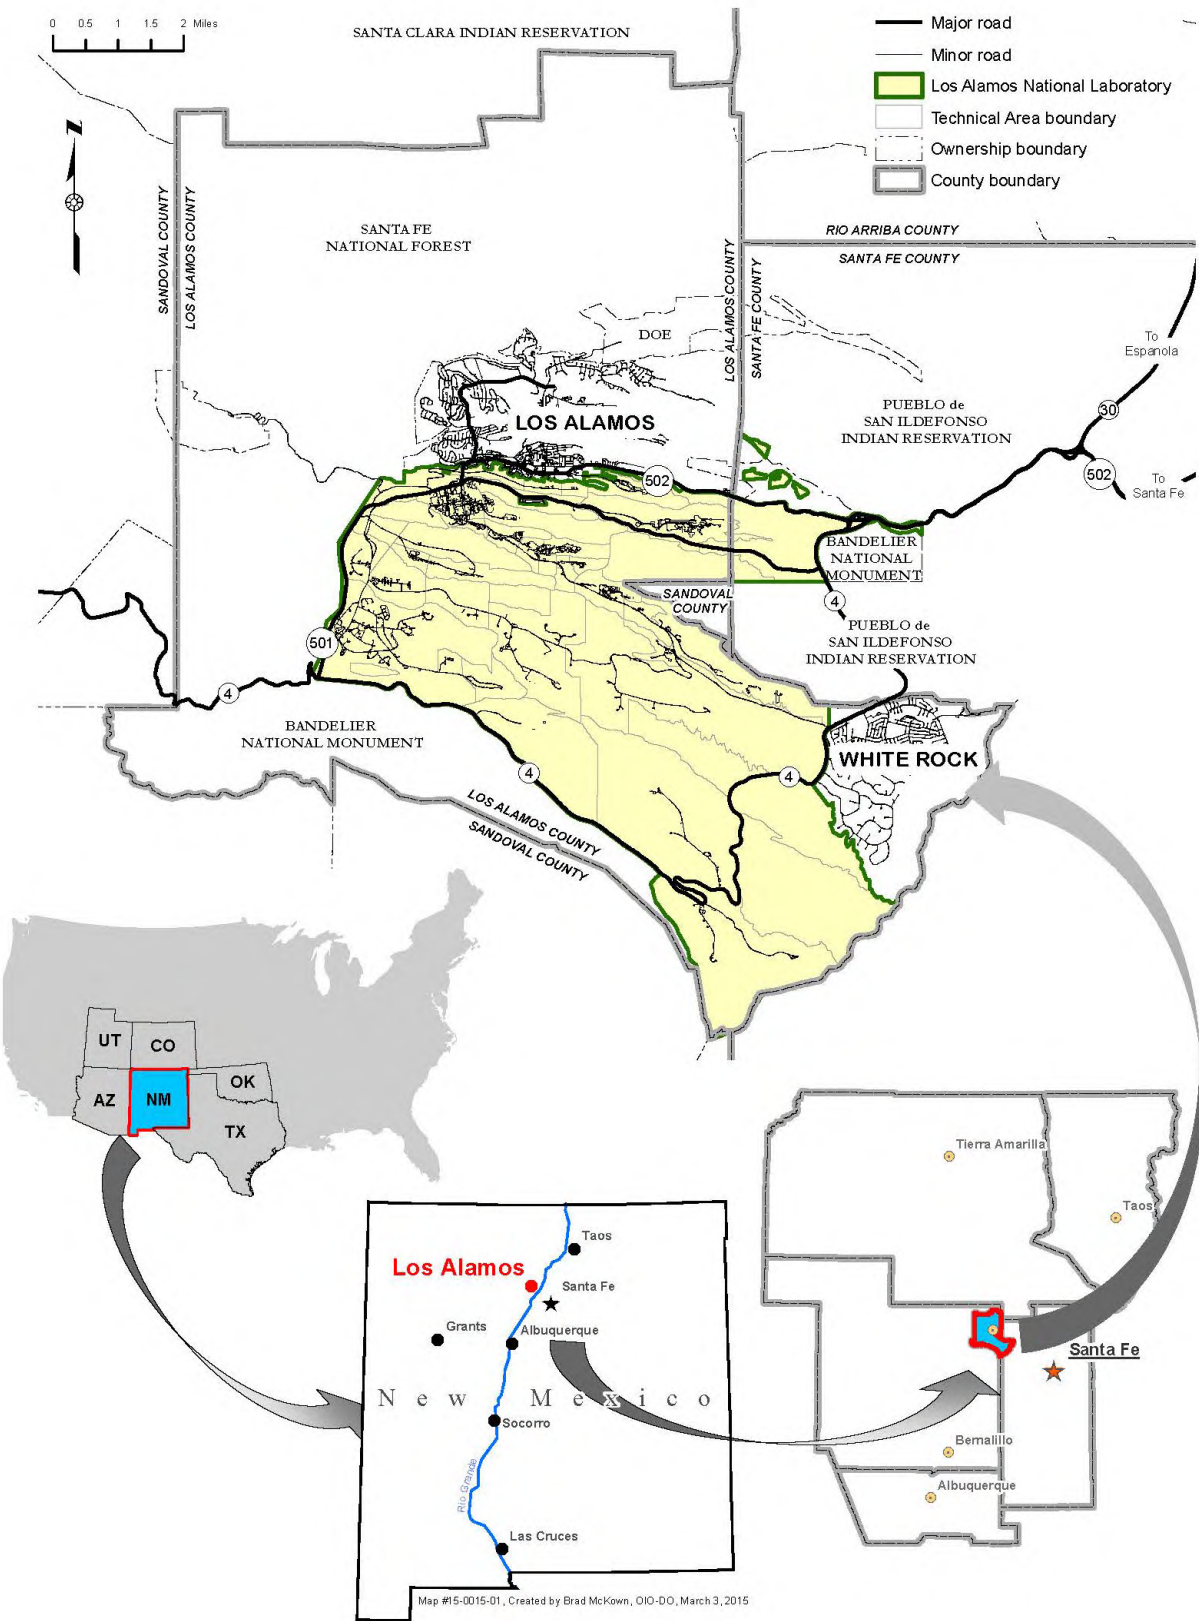 0 0.5 1 1.5 2 Miles
SANTA CLARA INDIAN RESERVATION
Major road
Minor road
Los Alamos National Laboratory
Technical Area boundary
Ownership boundary
County boundary
N
SANDOVAL COUNTY
LOS ALAMOS COUNTY
SANTA FE
NATIONAL FOREST
LOS ALAMOS COUNTY
SANTA FE COUNTY
RIO ARRIBA COUNTY
SANTA FE COUNTY
DOE
To
Espanola
LOS ALAMOS
PUEBLO de
SAN ILDEFONSO
INDIAN RESERVATION
30
502
502
To
Santa Fe
BANDELIER
NATIONAL
MONUMENT
SANDOVAL
COUNTY
4
PUEBLO de
SAN ILDEFONSO
INDIAN RESERVATION
501
4
BANDELIER
NATIONAL MONUMENT
WHITE ROCK
4
4
LOS ALAMOS COUNTY
SANDOVAL COUNTY
UT
CO
AZ
NM
OK
TX
Tierra Amarilla
Taos
Taos
Los Alamos
Santa Fe
Grants
Albuquerque
Santa Fe
New Mexico
Socorro
Bernalillo
Rio Grande
Albuquerque
Las Cruces
Map #15-0015-01, Created by Brad McKown, OIO-DO, March 3, 2015